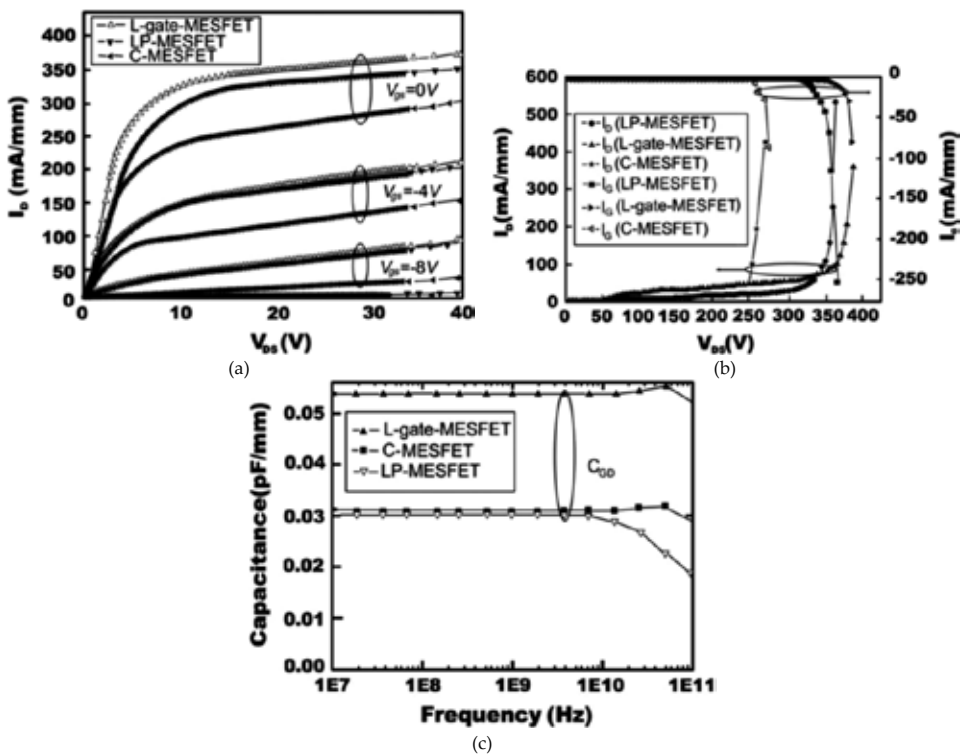 400
350
300
250
200
150
100
50
0
I_D (mA/mm)
L-gate-MESFET
LP-MESFET
C-MESFET
V_gs=0V
V_gs=-4V
V_gs=-8V
0 10 20 30 40
V_DS(V)
(a)
600
500
400
300
200
100
0
I_D(mA/mm)
I_D (LP-MESFET)
I_D (L-gate-MESFET)
I_D (C-MESFET)
I_G (LP-MESFET)
I_G (L-gate-MESFET)
I_G (C-MESFET)
0
-50
-100
-150
-200
-250
(mA/mm)
0 50 100 150 200 250 300 350 400
V_DS(V)
(b)
0.05
0.04
0.03
0.02
0.01
0.00
Capacitance(pF/mm)
L-gate-MESFET
C-MESFET
LP-MESFET
C_GD
1E7 1E8 1E9 1E10 1E11
Frequency (Hz)
(c)